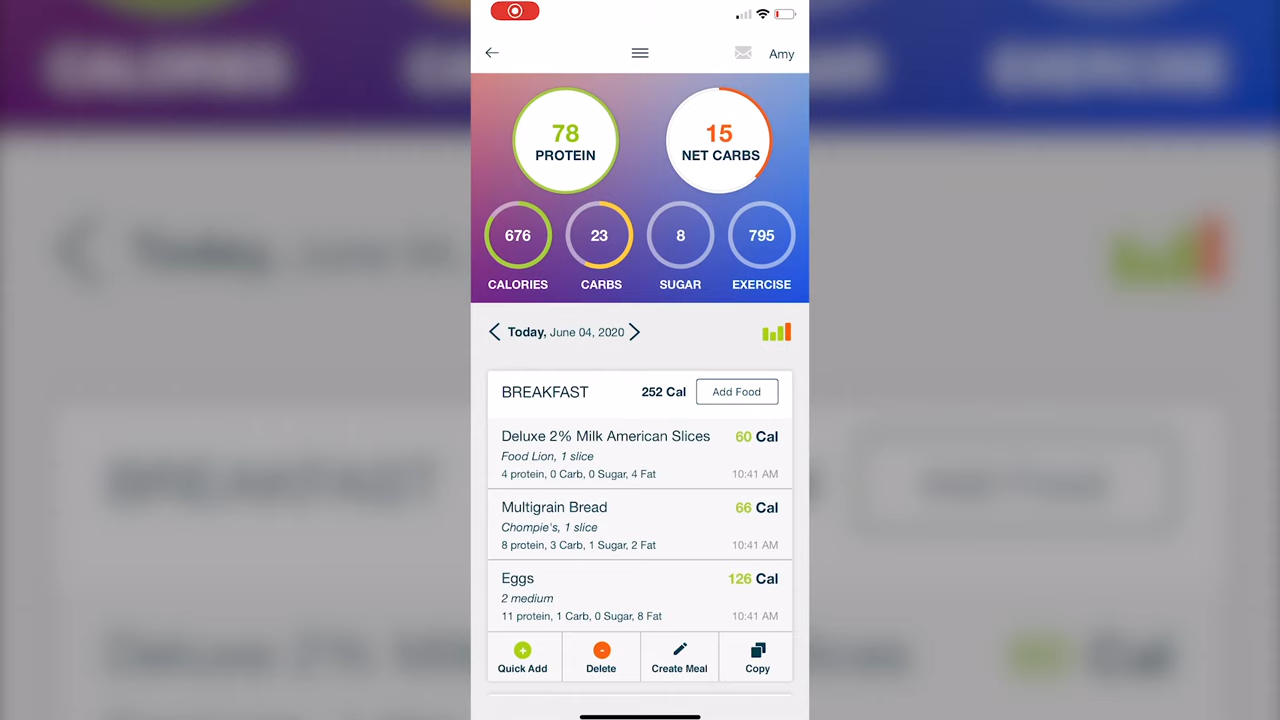 Amy
78
PROTEIN
15
NET CARBS
676
23
8
795
CALORIES
CARBS
SUGAR
EXERCISE
Today, June 04, 2020
BREAKFAST 252 Cal Add Food
Deluxe 2% Milk American Slices 60 Cal
Food Lion, 1 slice
4 protein, 0 Carb, 0 Sugar, 4 Fat 10:41 AM
Multigrain Bread 66 Cal
Chompie's, 1 slice
8 protein, 3 Carb, 1 Sugar, 2 Fat 10:41 AM
Eggs 126 Cal
2 medium
11 protein, 1 Carb, 0 Sugar, 8 Fat 10:41 AM
Quick Add Delete Create Meal Copy